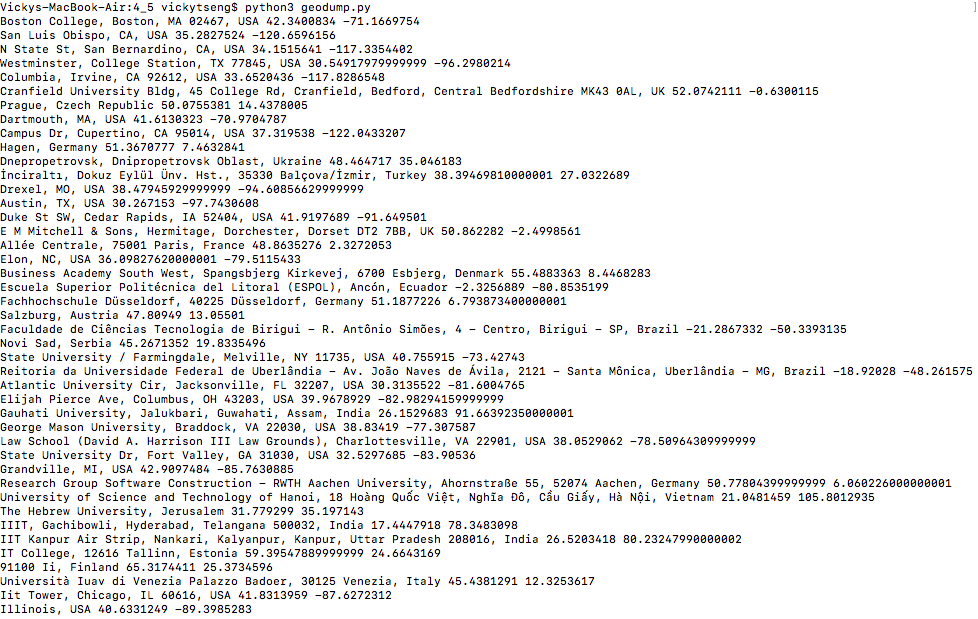 Vickys-MacBook-Air:4_5 vickytseng$ python3 geodump.py
Boston College, Boston, MA 02467, USA 42.3400834 -71.1669754
San Luis Obispo, CA, USA 35.2827524 -120.6596156
N State St, San Bernardino, CA, USA 34.1515641 -117.3354402
Westminster, College Station, TX 77845, USA 30.54917979999999 -96.2980214
Columbia, Irvine, CA 92612, USA 33.6520436 -117.8286548
Cranfield University Bldg, 45 College Rd, Cranfield, Bedford, Central Bedfordshire MK43 0AL, UK 52.0742111 -0.6300115
Prague, Czech Republic 50.0755381 14.4378005
Dartmouth, MA, USA 41.6130323 -70.9704787
Campus Dr, Cupertino, CA 95014, USA 37.319538 -122.0433207
Hagen, Germany 51.3670777 7.4632841
Dnepropetrovsk, Dnipropetrovsk Oblast, Ukraine 48.464717 35.046183
İnciraltı, Dokuz Eylül Ünv. Hst., 35330 Balçova/İzmir, Turkey 38.39469810000001 27.0322689
Drexel, MO, USA 38.47945929999999 -94.60856629999999
Austin, TX, USA 30.267153 -97.7430608
Duke St SW, Cedar Rapids, IA 52404, USA 41.9197689 -91.649501
E M Mitchell & Sons, Hermitage, Dorchester, Dorset DT2 7BB, UK 50.862282 -2.4998561
Allée Centrale, 75001 Paris, France 48.8635276 2.3272053
Elon, NC, USA 36.09827620000001 -79.5115433
Business Academy South West, Spangsbjerg Kirkevej, 6700 Esbjerg, Denmark 55.4883363 8.4468283
Escuela Superior Politécnica del Litoral (ESPOL), Ancón, Ecuador -2.3256889 -80.8535199
Fachhochschule Düsseldorf, 40225 Düsseldorf, Germany 51.1877226 6.793873400000001
Salzburg, Austria 47.80949 13.05501
Faculdade de Ciências Tecnologia de Birigui - R. Antônio Simões, 4 - Centro, Birigui - SP, Brazil -21.2867332 -50.3393135
Novi Sad, Serbia 45.2671352 19.8335496
State University / Farmingdale, Melville, NY 11735, USA 40.755915 -73.42743
Reitoria da Universidade Federal de Uberlândia - Av. João Naves de Ávila, 2121 - Santa Mônica, Uberlândia - MG, Brazil -18.92028 -48.261575
Atlantic University Cir, Jacksonville, FL 32207, USA 30.3135522 -81.6004765
Elijah Pierce Ave, Columbus, OH 43203, USA 39.9678929 -82.98294159999999
Gauhati University, Jalukbari, Guwahati, Assam, India 26.1529683 91.66392350000001
George Mason University, Braddock, VA 22030, USA 38.83419 -77.307587
Law School (David A. Harrison III Law Grounds), Charlottesville, VA 22901, USA 38.0529062 -78.50964309999999
State University Dr, Fort Valley, GA 31030, USA 32.5297685 -83.90536
Grandville, MI, USA 42.9097484 -85.7630885
Research Group Software Construction - RWTH Aachen University, Ahornstraße 55, 52074 Aachen, Germany 50.77804399999999 6.060226000000001
University of Science and Technology of Hanoi, 18 Hoàng Quốc Việt, Nghĩa Đô, Cầu Giấy, Hà Nội, Vietnam 21.0481459 105.8012935
The Hebrew University, Jerusalem 31.779299 35.197143
IIIT, Gachibowli, Hyderabad, Telangana 500032, India 17.4447918 78.3483098
IIT Kanpur Air Strip, Nankari, Kalyanpur, Kanpur, Uttar Pradesh 208016, India 26.5203418 80.23247990000002
IT College, 12616 Tallinn, Estonia 59.39547889999999 24.6643169
91100 Ii, Finland 65.3174411 25.3734596
Università Iuav di Venezia Palazzo Badoer, 30125 Venezia, Italy 45.4381291 12.3253617
Iit Tower, Chicago, IL 60616, USA 41.8313959 -87.6272312
Illinois, USA 40.6331249 -89.3985283